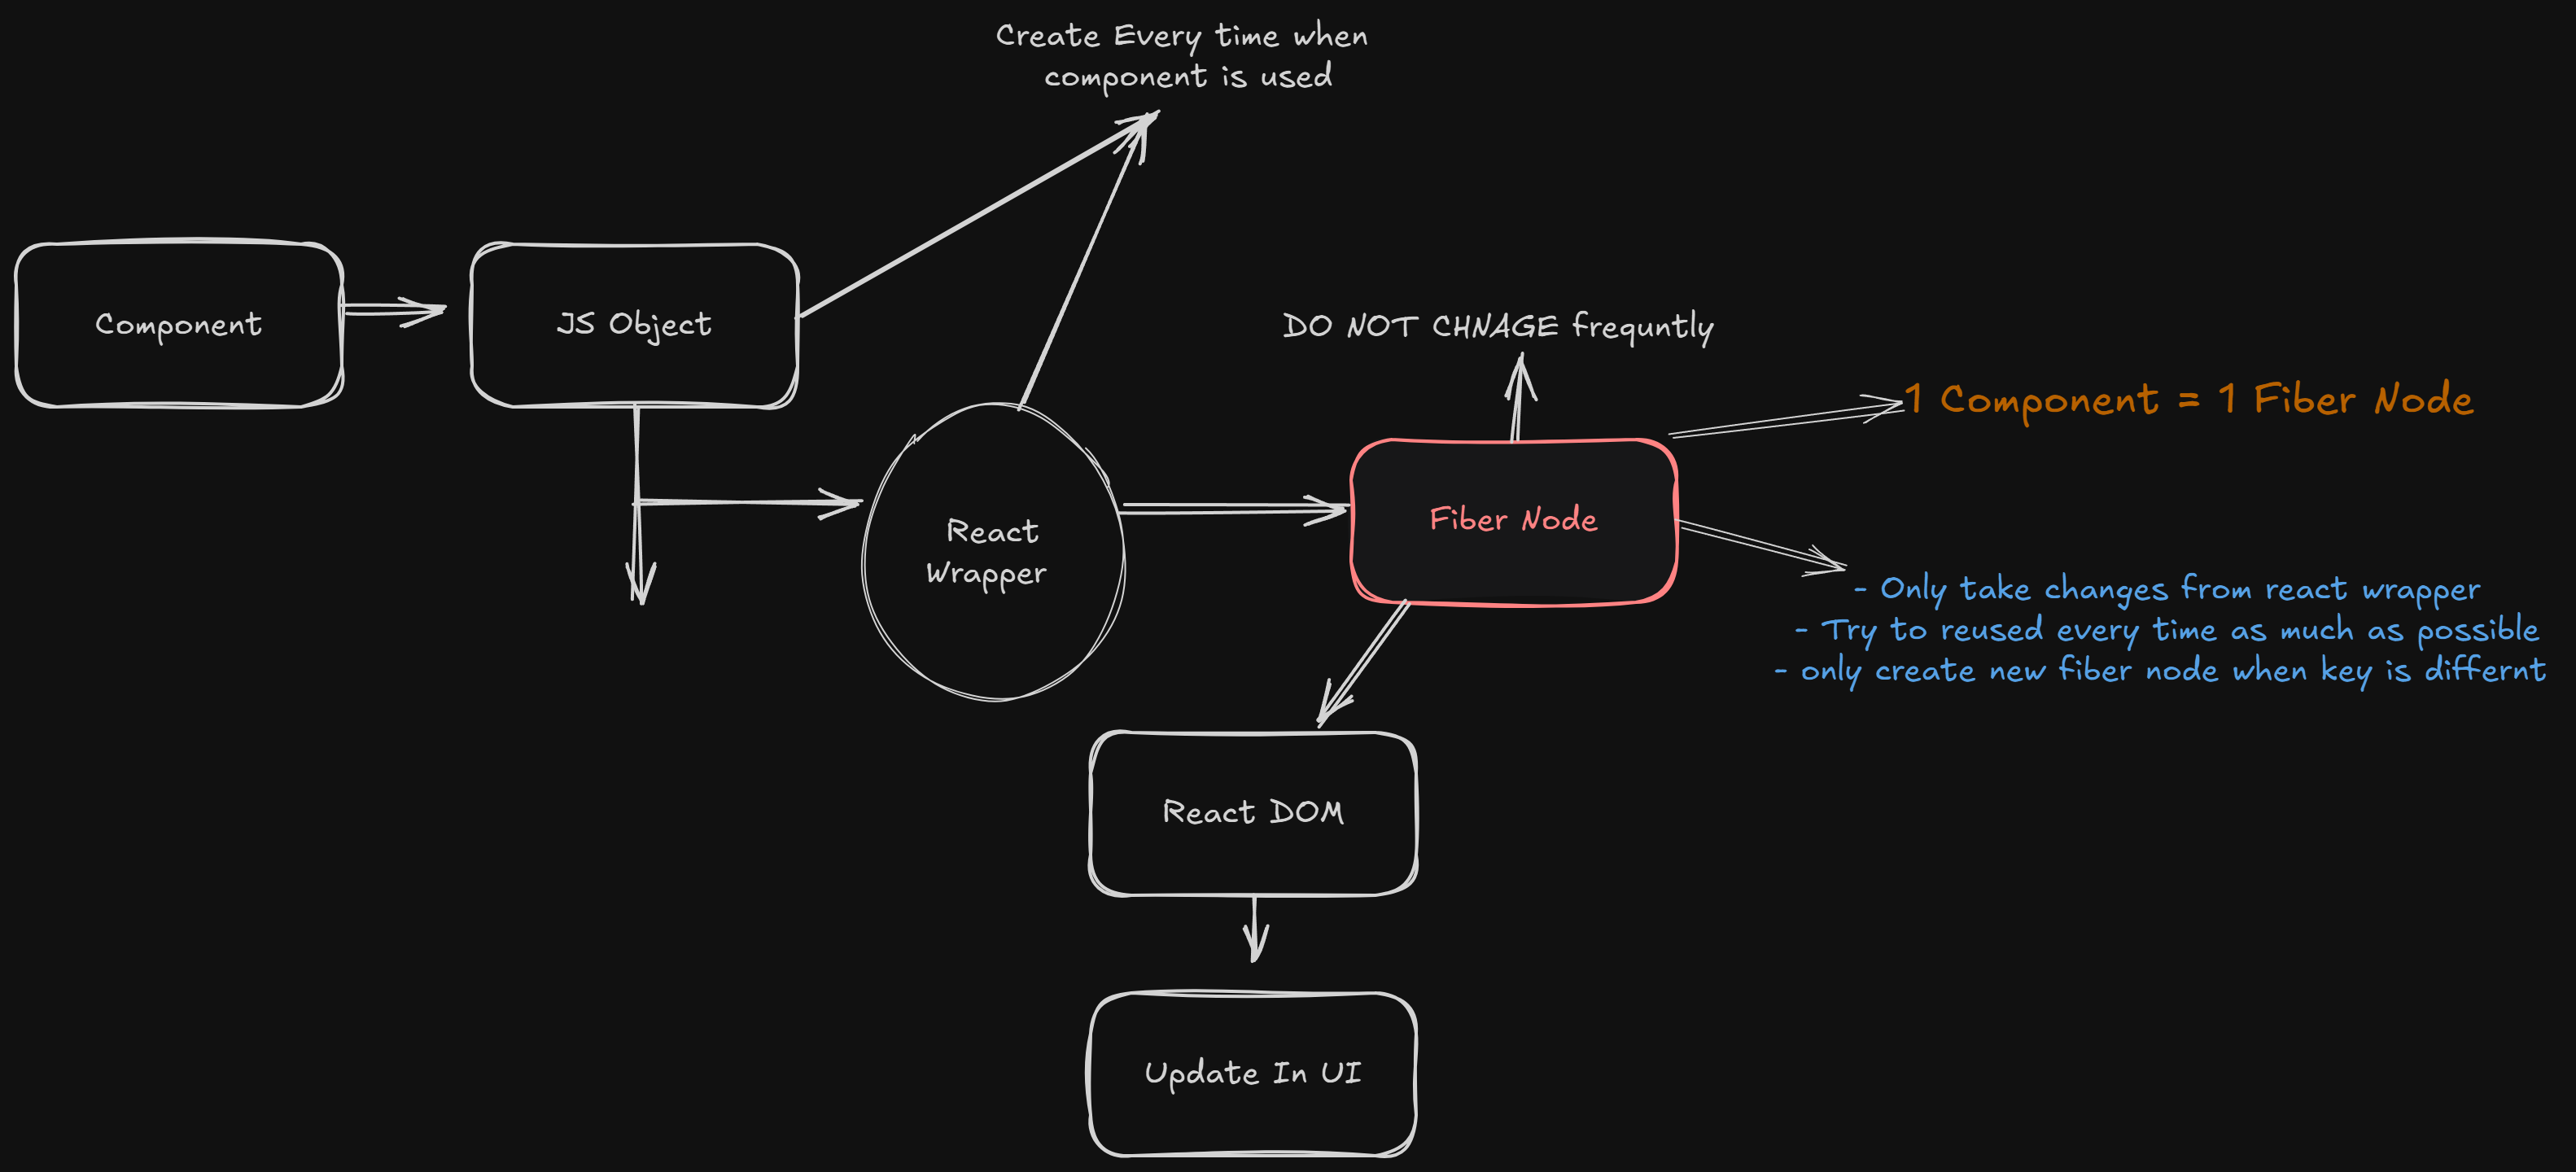 Create Every time when
component is used
Component
JS Object
DO NOT CHNAGE frequntly
1 Component = 1 Fiber Node
React
Wrapper
Fiber Node
- Only take changes from react wrapper
- Try to reused every time as much as possible
- only create new fiber node when key is differnt
React DOM
Update In UI